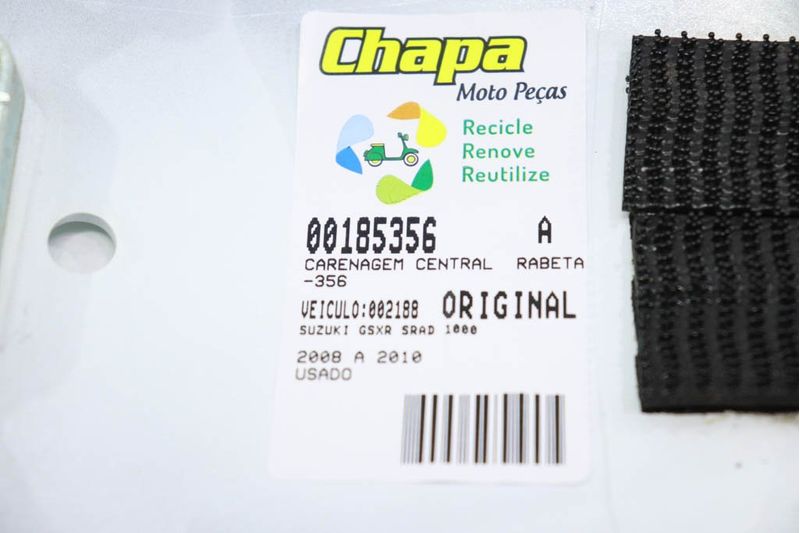 Chapa
Moto Peças
Recicle
Renove
Reutilize
00185356 A
CARENAGEM CENTRAL RABETA
-356
VEICULO:002188 ORIGINAL
SUZUKI GSXR SRAD 1000
2008 A 2010
USADO